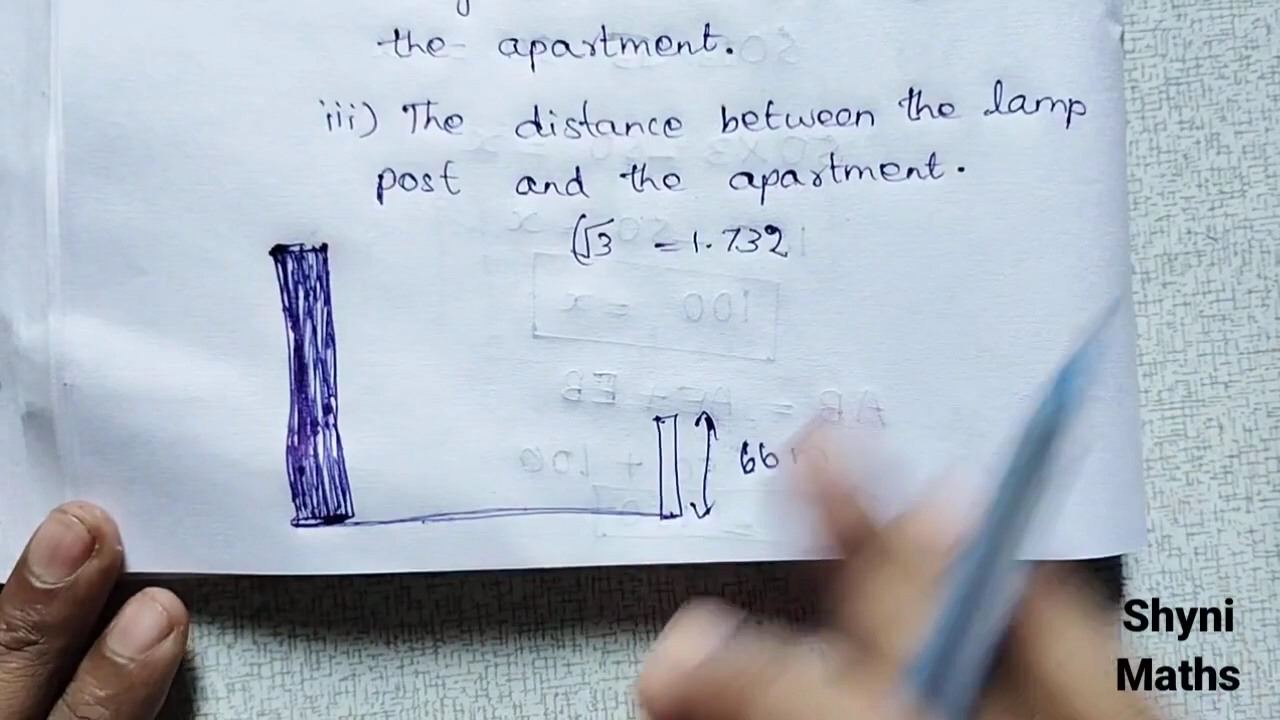 the apartment.
iii) The distance between the lamp
post and the apartment.
(√3 = 1.732
66 m
Shyni
Maths